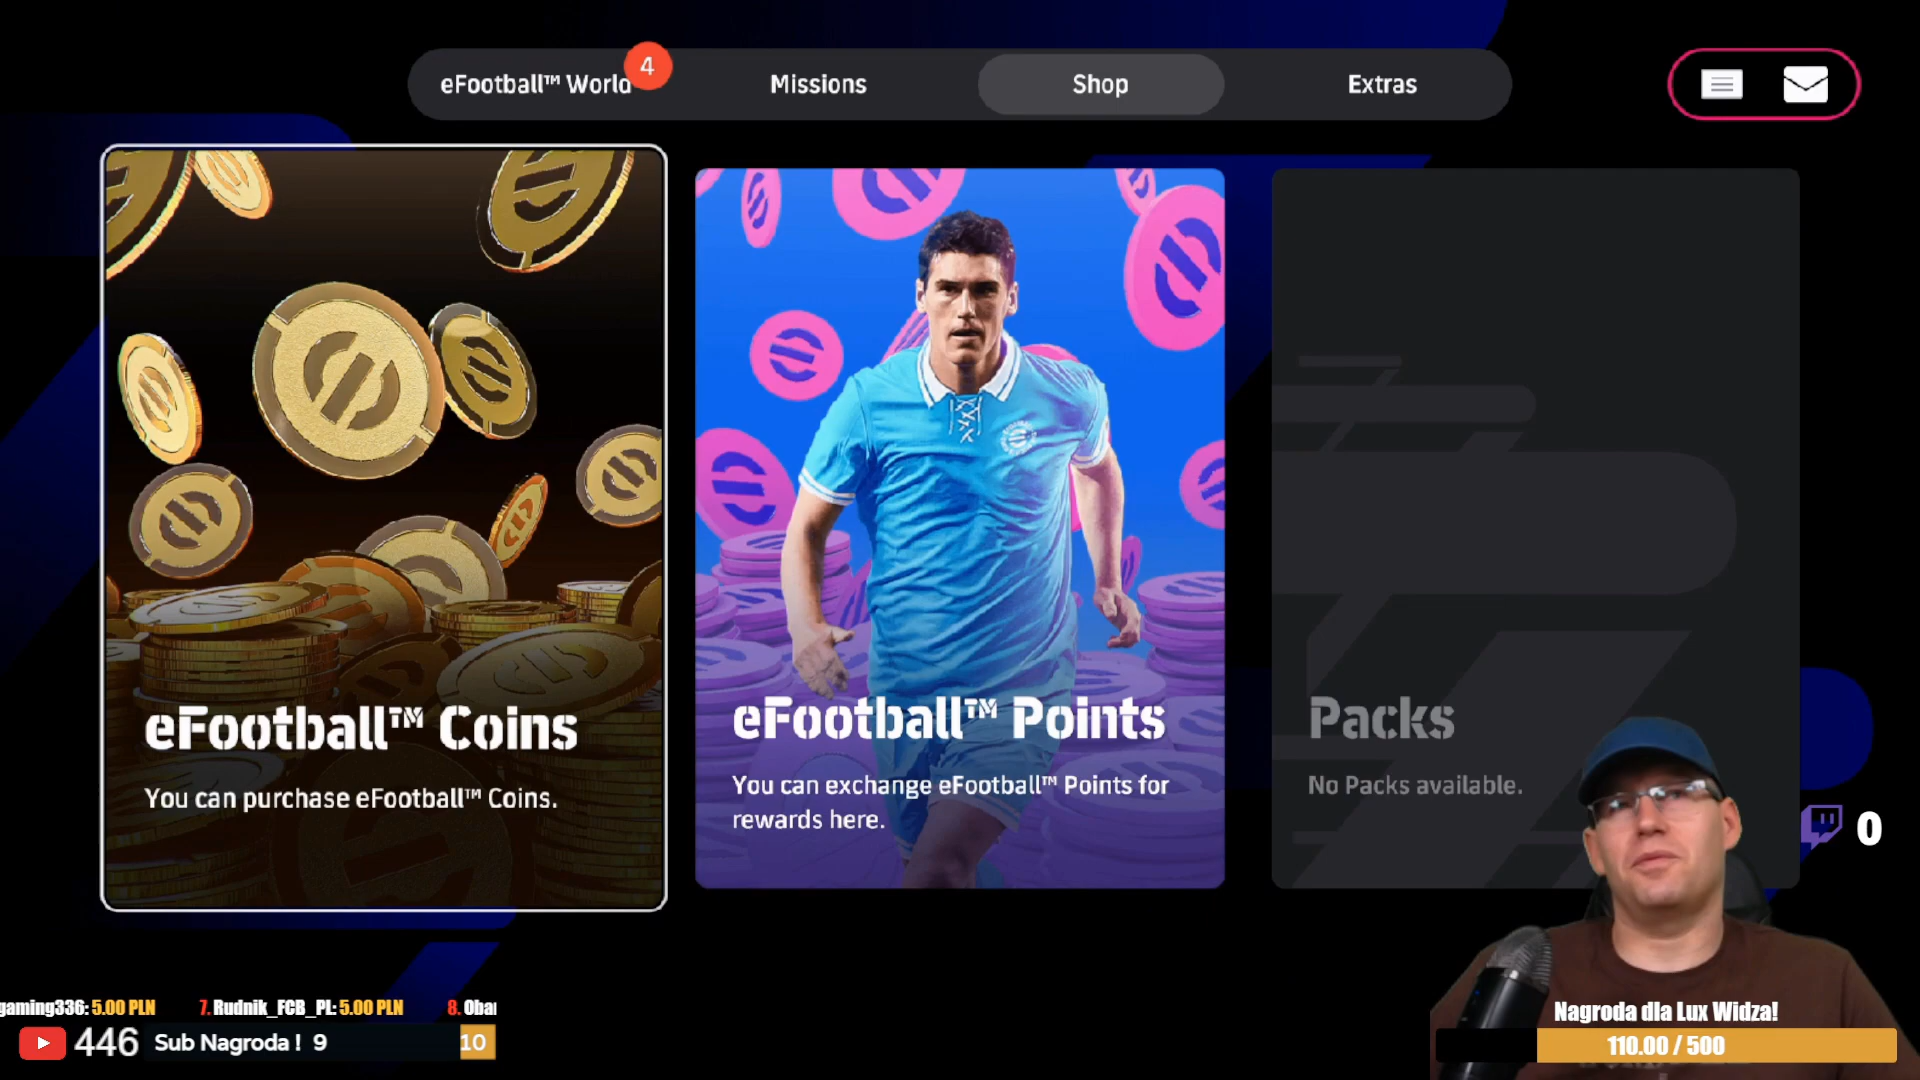 eFootball™ World
4
Missions
Shop
Extras
eFootball™ Coins
You can purchase eFootball™ Coins.
eFootball™ Points
You can exchange eFootball™ Points for
rewards here.
Packs
No Packs available.
0
gaming336: 5.00 PLN 7. Rudnik_FCB_PL: 5.00 PLN 8.
446 Sub Nagroda ! 9 10
Nagroda dla Lux Widza!
110.00 / 500